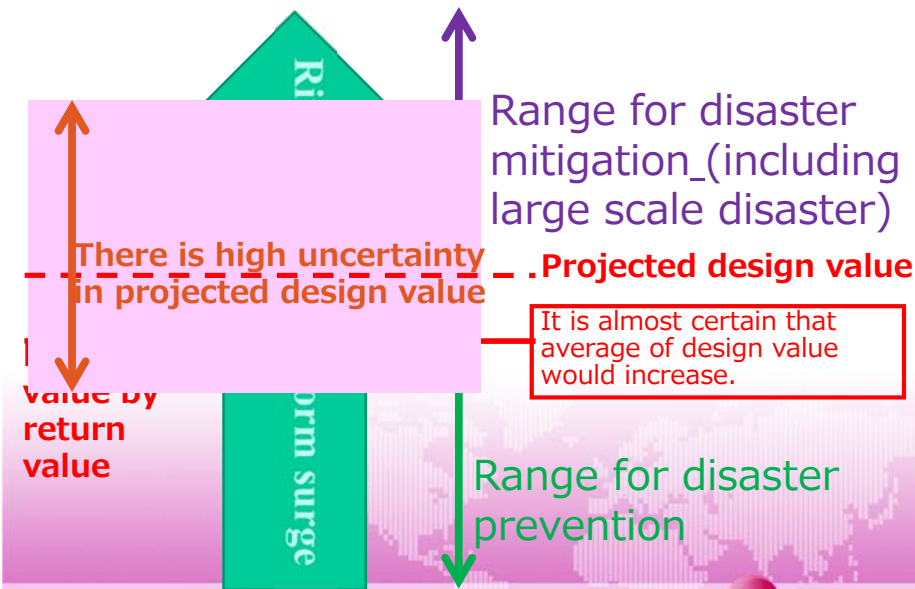 Range for disaster
mitigation_(including
large scale disaster)
There is high uncertainty
in projected design value
Projected design value
It is almost certain that
average of design value
would increase.
value by
return
value
surge
Range for disaster
prevention